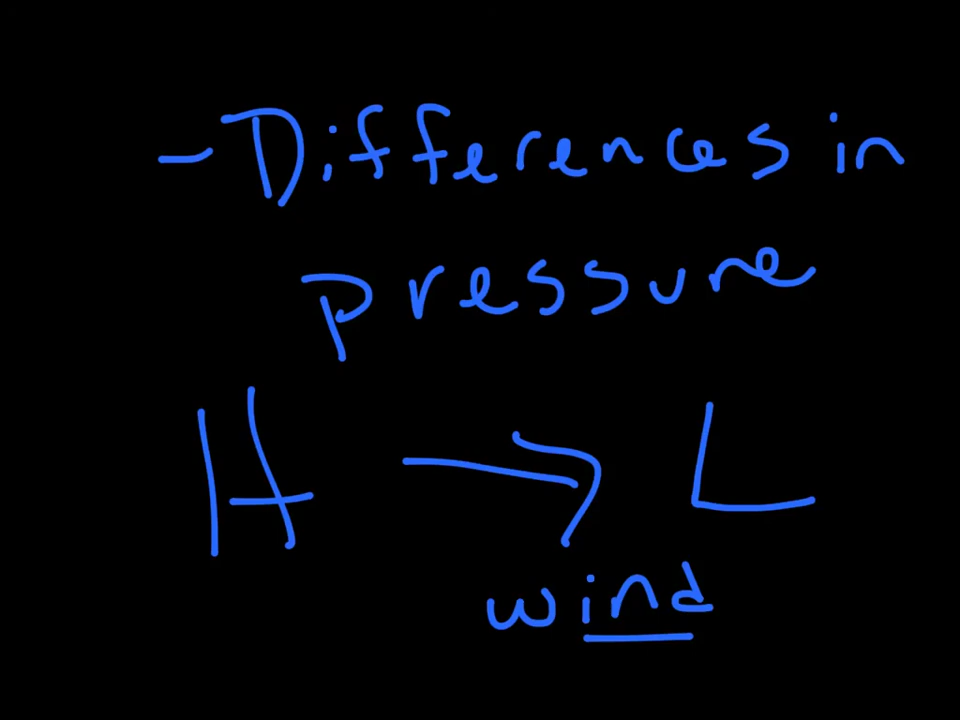 - Differences in
pressure
H → L
wind